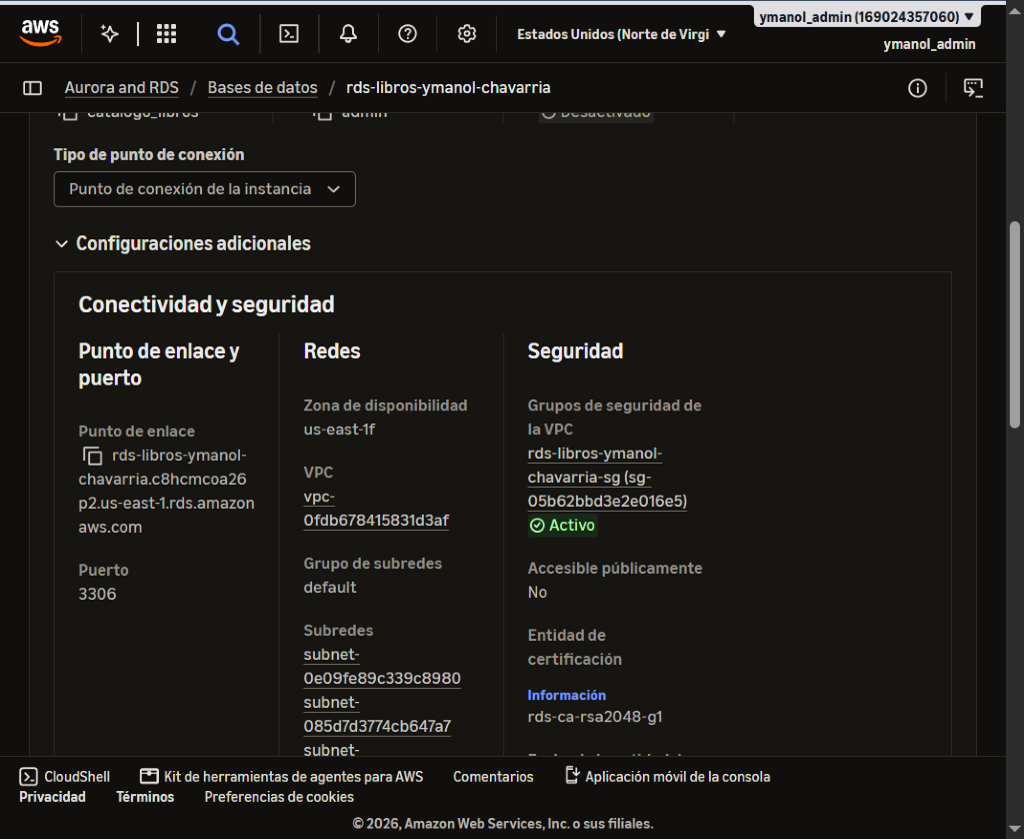 aws
Estados Unidos (Norte de Virgi
ymanol_admin (169024357060)
ymanol_admin
Aurora and RDS / Bases de datos / rds-libros-ymanol-chavarria
catalogo_libros
admin
Desactivado
Tipo de punto de conexión
Punto de conexión de la instancia
Configuraciones adicionales
Conectividad y seguridad
Punto de enlace y
puerto
Punto de enlace
rds-libros-ymanol-
chavarria.c8hcmcoa26
p2.us-east-1.rds.amazon
aws.com
Puerto
3306
Redes
Zona de disponibilidad
us-east-1f
VPC
vpc-
0fdb678415831d3af
Grupo de subredes
default
Subredes
subnet-
0e09fe89c339c8980
subnet-
085d7d3774cb647a7
subnet-
Seguridad
Grupos de seguridad de
la VPC
rds-libros-ymanol-
chavarria-sg (sg-
05b62bbd3e2e016e5)
Activo
Accesible públicamente
No
Entidad de
certificación
Información
rds-ca-rsa2048-g1
CloudShell
Kit de herramientas de agentes para AWS
Comentarios
Aplicación móvil de la consola
Privacidad
Términos
Preferencias de cookies
© 2026, Amazon Web Services, Inc. o sus filiales.